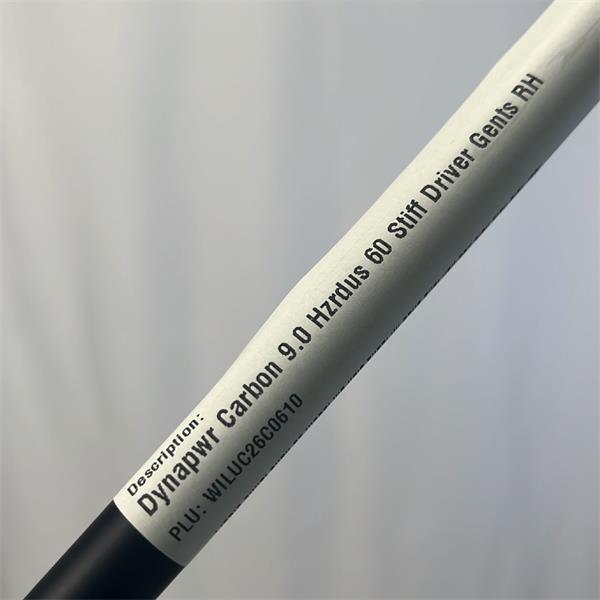 Description:
Dynapwr Carbon 9.0 Hzrdus 60 Stiff Driver Gents RH
PLU: WILUC26C0610